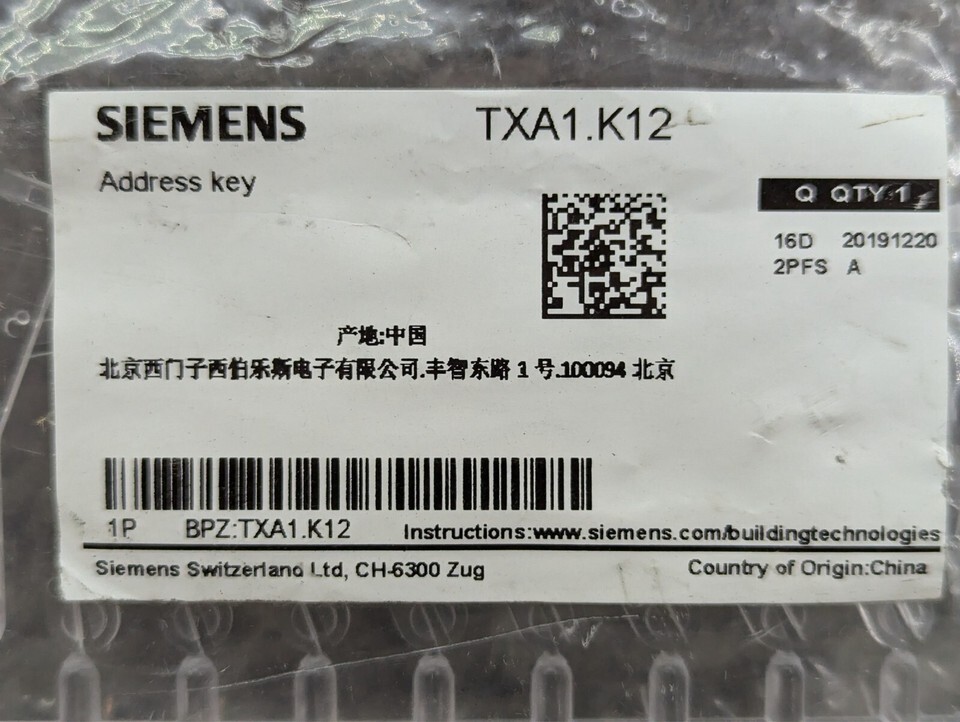 SIEMENS
TXA1.K12
Address key
Q QTY 1
16D 20191220
2PFS A
产地:中国
北京西门子西伯乐斯电子有限公司.丰智东路 1 号.100094 北京
1P BPZ:TXA1.K12
Instructions:www.siemens.com/buildingtechnologies
Siemens Switzerland Ltd, CH-6300 Zug
Country of Origin:China